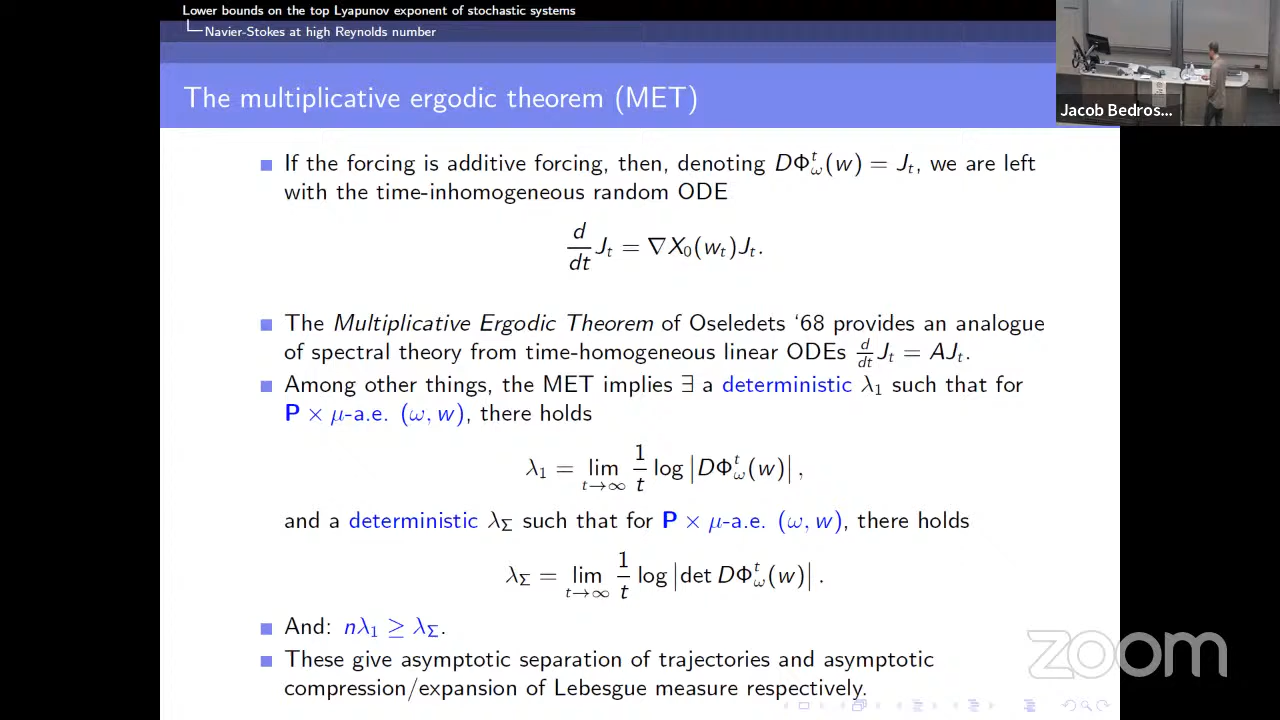 Lower bounds on the top Lyapunov exponent of stochastic systems
Navier-Stokes at high Reynolds number
Jacob Bedros...
The multiplicative ergodic theorem (MET)
If the forcing is additive forcing, then, denoting DΦ^t_ω(w) = J_t, we are left
with the time-inhomogeneous random ODE
d/dt J_t = ∇X_0(w_t)J_t.
The Multiplicative Ergodic Theorem of Oseledets ‘68 provides an analogue
of spectral theory from time-homogeneous linear ODEs d/dt J_t = AJ_t.
Among other things, the MET implies ∃ a deterministic λ_1 such that for
P × μ-a.e. (ω, w), there holds
λ_1 = lim_{t→∞} 1/t log |DΦ^t_ω(w)|,
and a deterministic λ_Σ such that for P × μ-a.e. (ω, w), there holds
λ_Σ = lim_{t→∞} 1/t log |det DΦ^t_ω(w)|.
And: nλ_1 ≥ λ_Σ.
These give asymptotic separation of trajectories and asymptotic
compression/expansion of Lebesgue measure respectively.
zoom